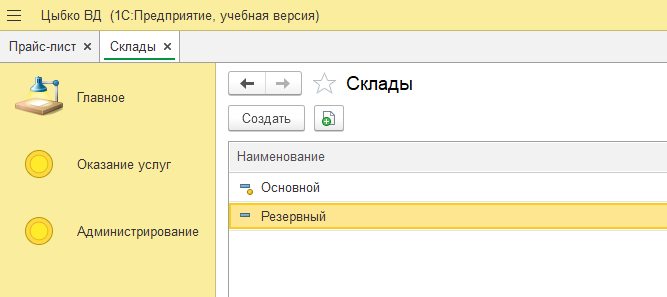 Цыбко ВД (1С:Предприятие, учебная версия)
Прайс-лист × Склады ×
Главное
Оказание услуг
Администрирование
Склады
Создать
Наименование
Основной
Резервный